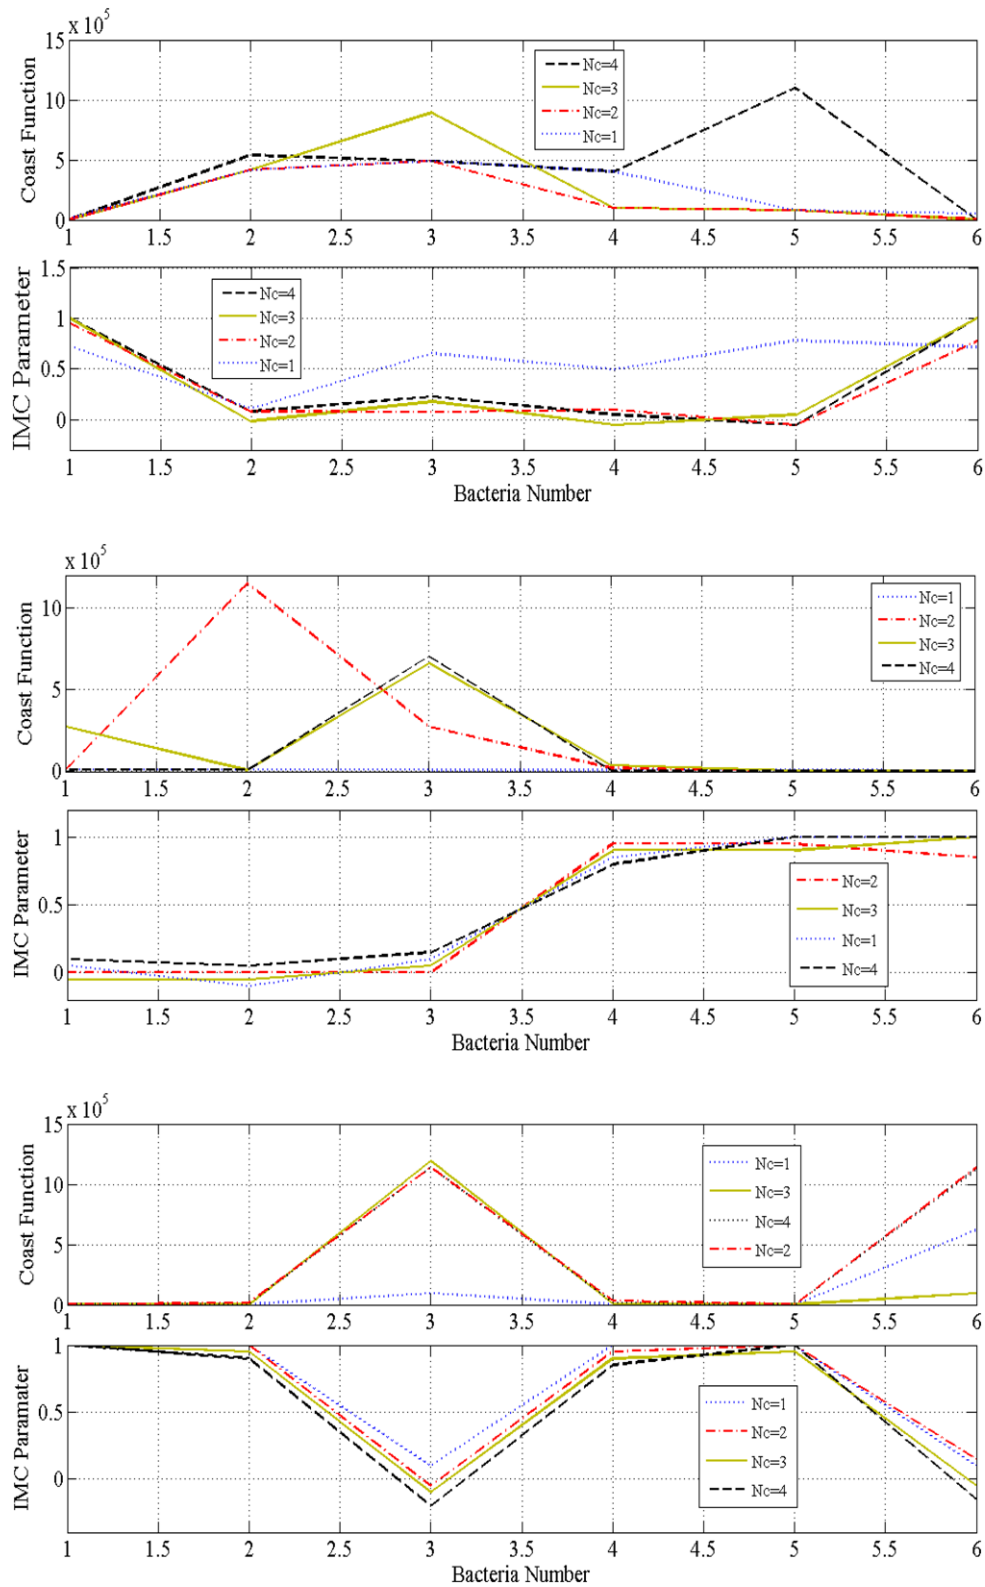 x 10^5
15
10
5
0
Coast Function
Nc=4
Nc=3
Nc=2
Nc=1
1 1.5 2 2.5 3 3.5 4 4.5 5 5.5 6
1.5
1
0.5
0
IMC Parameter
Nc=4
Nc=3
Nc=2
Nc=1
1 1.5 2 2.5 3 3.5 4 4.5 5 5.5 6
Bacteria Number
x 10^5
10
5
0
Coast Function
Nc=1
Nc=2
Nc=3
Nc=4
1 1.5 2 2.5 3 3.5 4 4.5 5 5.5 6
1
0.5
0
IMC Parameter
Nc=2
Nc=3
Nc=1
Nc=4
1 1.5 2 2.5 3 3.5 4 4.5 5 5.5 6
Bacteria Number
x 10^5
15
10
5
0
Coast Function
Nc=1
Nc=3
Nc=4
Nc=2
1 1.5 2 2.5 3 3.5 4 4.5 5 5.5 6
1
0.5
0
IMC Paramater
Nc=1
Nc=2
Nc=3
Nc=4
1 1.5 2 2.5 3 3.5 4 4.5 5 5.5 6
Bacteria Number